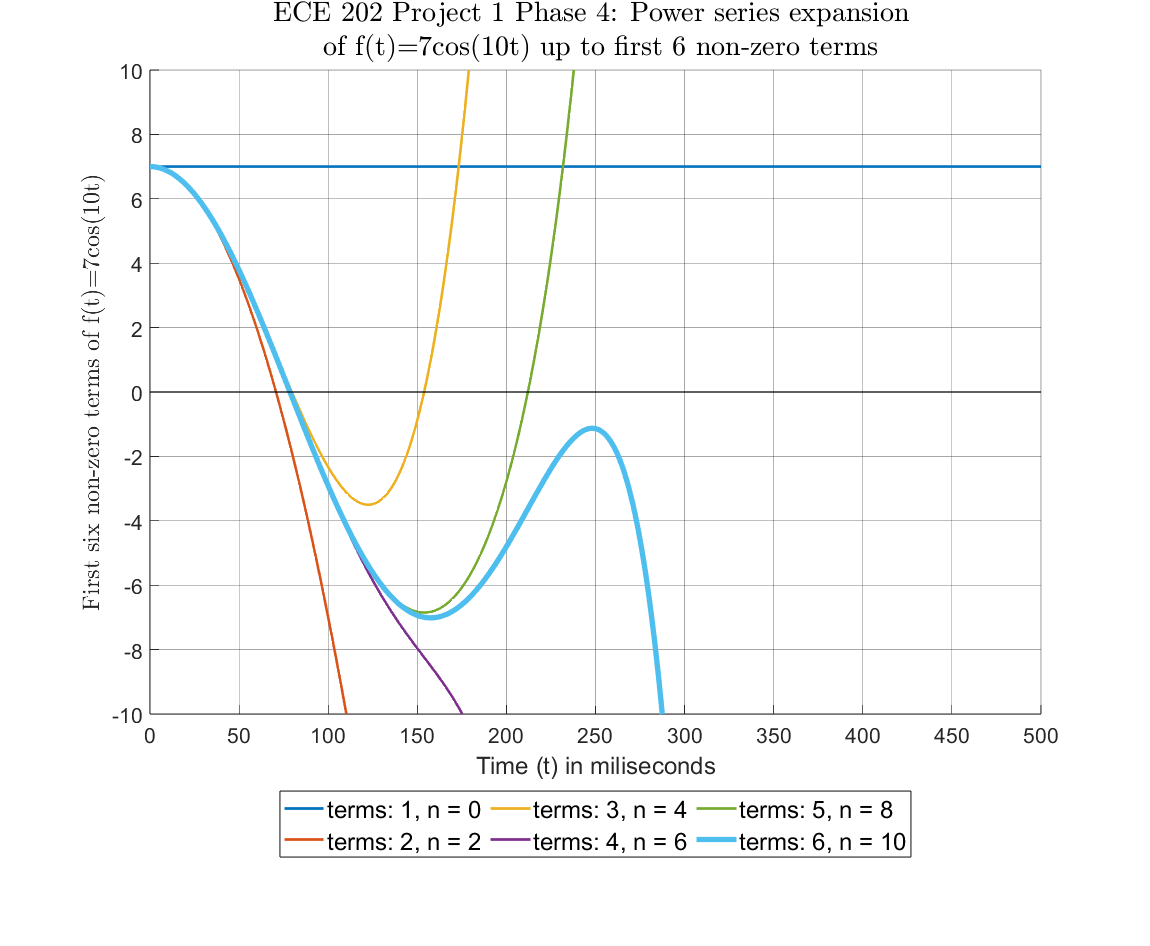 ECE 202 Project 1 Phase 4: Power series expansion
of f(t)=7cos(10t) up to first 6 non-zero terms
First six non-zero terms of f(t)=7cos(10t)
10
8
6
4
2
0
-2
-4
-6
-8
-10
0 50 100 150 200 250 300 350 400 450 500
Time (t) in miliseconds
terms: 1, n = 0 terms: 3, n = 4 terms: 5, n = 8
terms: 2, n = 2 terms: 4, n = 6 terms: 6, n = 10